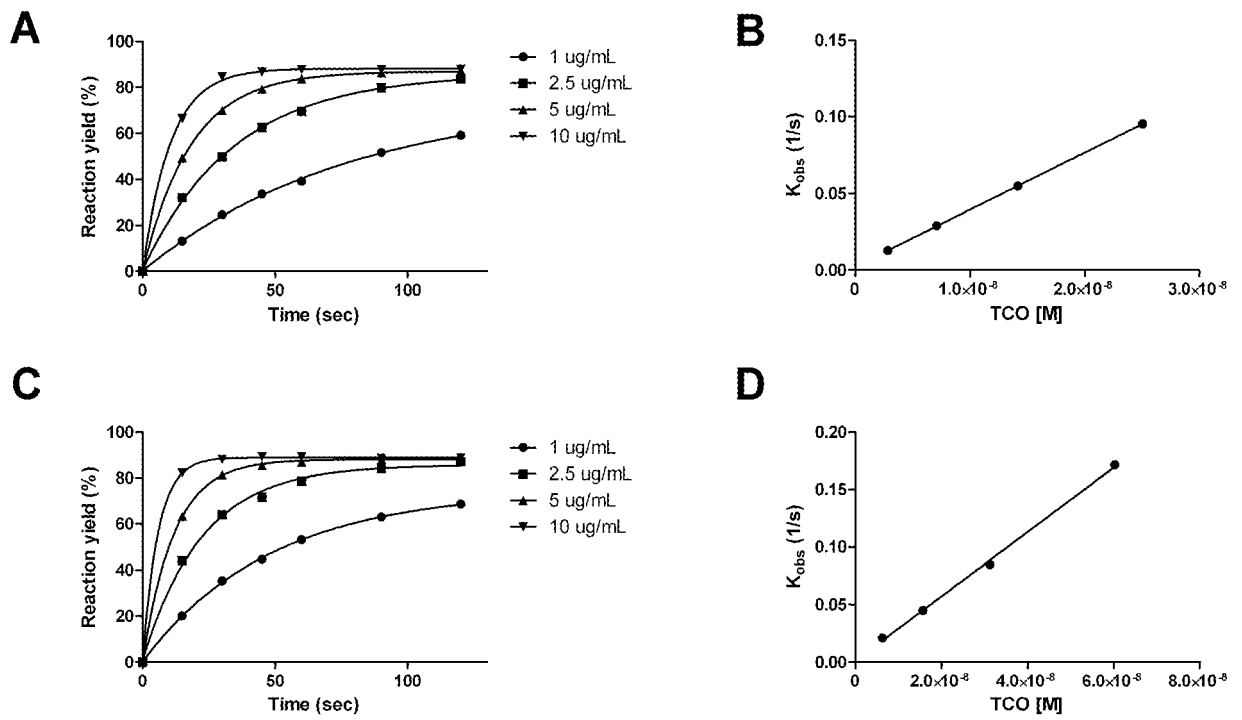 A
100
80
60
40
20
0
Reaction yield (%)
0 50 100
Time (sec)
1 ug/mL
2.5 ug/mL
5 ug/mL
10 ug/mL
B
0.15
0.10
0.05
0.00
K_obs (1/s)
0 1.0×10⁻⁸ 2.0×10⁻⁸ 3.0×10⁻⁸
TCO [M]
C
100
80
60
40
20
0
Reaction yield (%)
0 50 100
Time (sec)
1 ug/mL
2.5 ug/mL
5 ug/mL
10 ug/mL
D
0.20
0.15
0.10
0.05
0.00
K_obs (1/s)
0 2.0×10⁻⁸ 4.0×10⁻⁸ 6.0×10⁻⁸ 8.0×10⁻⁸
TCO [M]